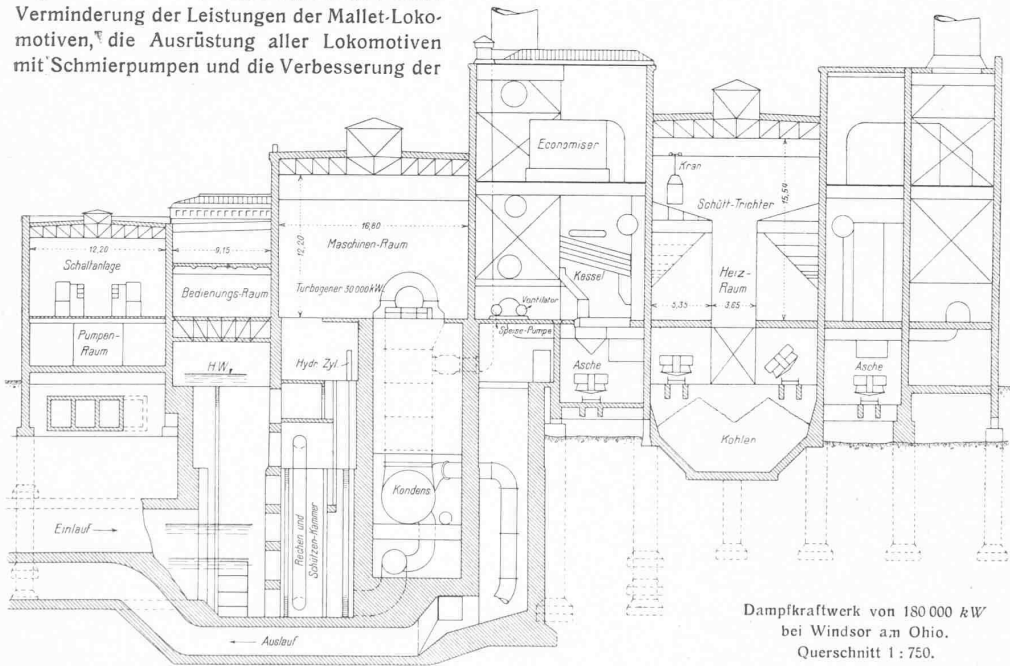 Verminderung der Leistungen der Mallet-Loko-
motiven, die Ausrüstung aller Lokomotiven
mit Schmierpumpen und die Verbesserung der
Economiser
Kran
Schütt-Trichter
15,59
12,20
9,15
16,80
12,20
Maschinen-Raum
Schaltanlage
Bedienungs-Raum
Turbogener 30 000 kW.
Kessel
Heiz-
Raum
Ventilator
5,35
3,65
Speise-Pumpe
Pumpen-
Raum
H.W.
Hydr Zyl.
Asche
Asche
Kohlen
Kondens.
Rechen und
Schützen-Kammer
Einlauf
Auslauf
Dampfkraftwerk von 180 000 kW
bei Windsor am Ohio.
Querschnitt 1 : 750.